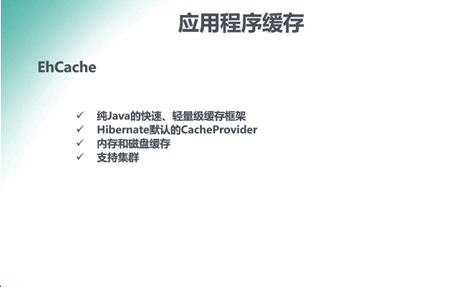 应用程序缓存
EhCache
✓ 纯Java的快速、轻量级缓存框架
✓ Hibernate默认的CacheProvider
✓ 内存和磁盘缓存
✓ 支持集群